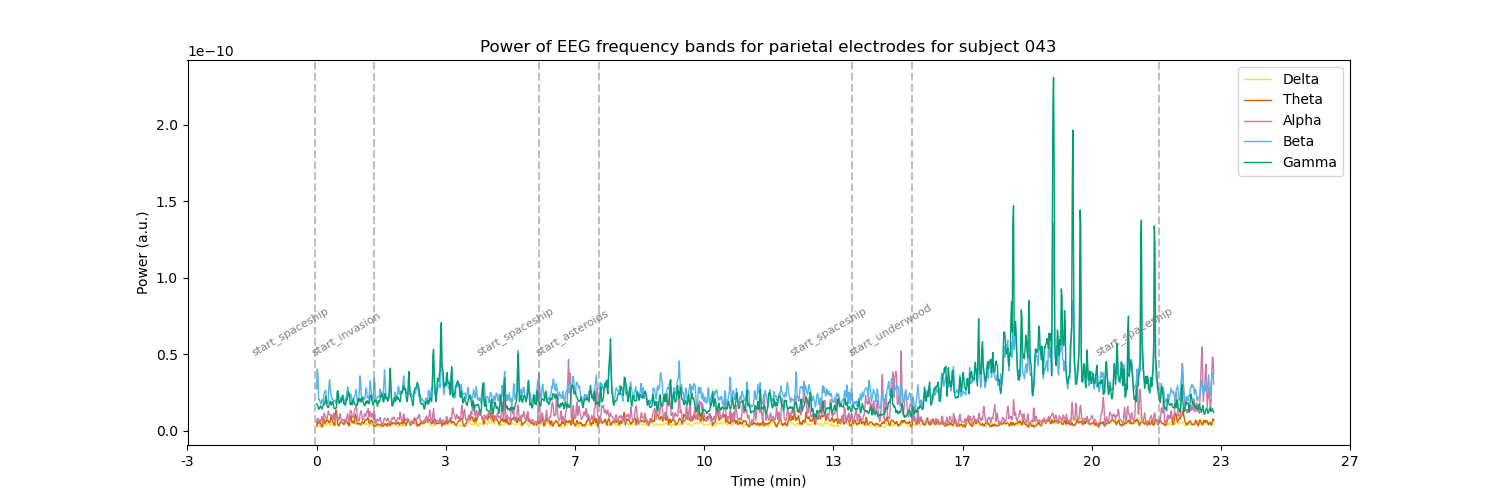 Power of EEG frequency bands for parietal electrodes for subject 043
1e−10
Delta
Theta
Alpha
Beta
Gamma
2.0
1.5
1.0
0.5
0.0
Power (a.u.)
start_spaceship
start_invasion
start_spaceship
start_asteroids
start_spaceship
start_underwood
start_spaceship
-3
0
3
7
10
13
17
20
23
27
Time (min)